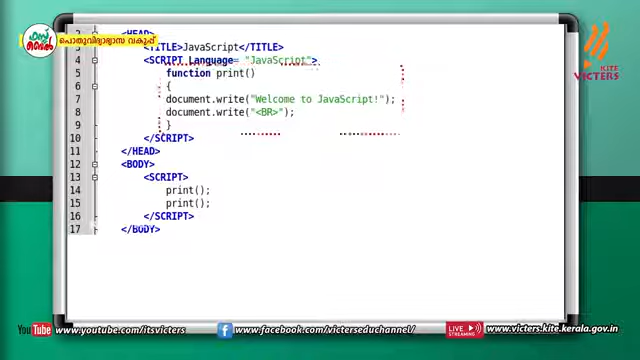 ഫസ്റ്റ് ബെൽ
പൊതുവിദ്യാഭ്യാസ വകുപ്പ്
KITE
VICTERS
<HEAD>
3 <TITLE>JavaScript</TITLE>
4 <SCRIPT Language= "JavaScript">
5 function print()
6 {
7 document.write("Welcome to JavaScript!");
8 document.write("<BR>");
9 }
10 </SCRIPT>
11 </HEAD>
12 <BODY>
13 <SCRIPT>
14 print();
15 print();
16 </SCRIPT>
17 </BODY>
YouTube www.youtube.com/itsvicters
f www.facebook.com/victerseduchannel/
LIVE STREAMING www.victers.kite.kerala.gov.in